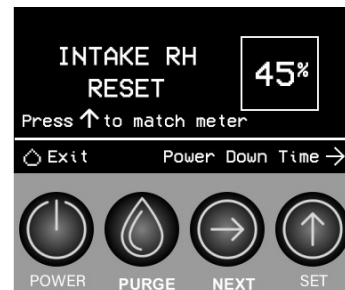 INTAKE RH
RESET
45%
Press ↑ to match meter
Exit Power Down Time →
POWER PURGE NEXT SET